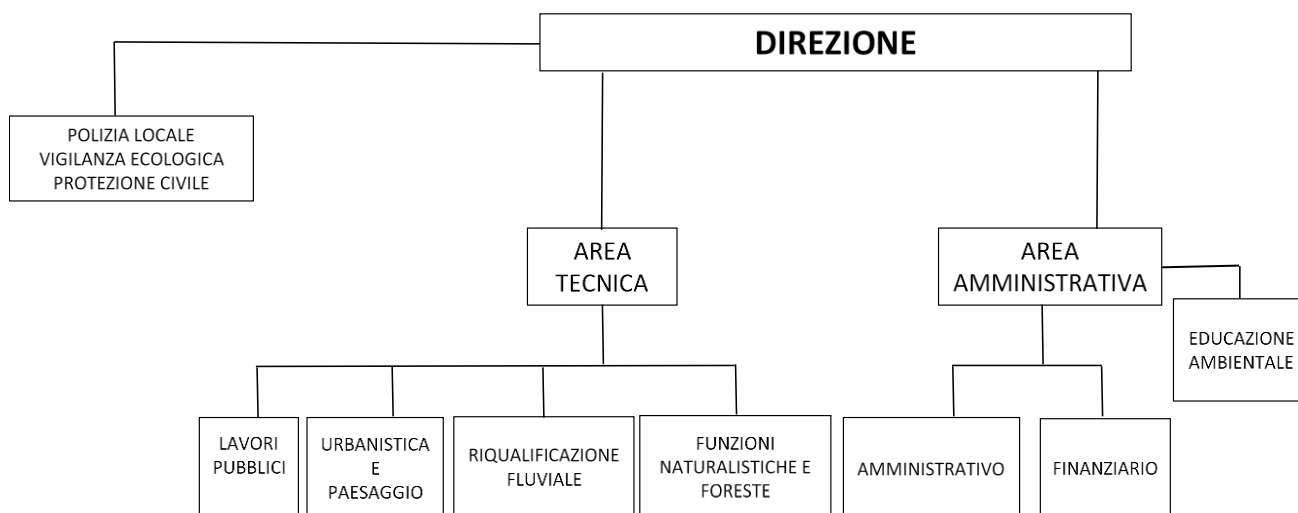 DIREZIONE
POLIZIA LOCALE
VIGILANZA ECOLOGICA
PROTEZIONE CIVILE
AREA
TECNICA
AREA
AMMINISTRATIVA
EDUCAZIONE
AMBIENTALE
LAVORI
PUBBLICI
URBANISTICA
E
PAESAGGIO
RIQUALIFICAZIONE
FLUVIALE
FUNZIONI
NATURALISTICHE E
FORESTE
AMMINISTRATIVO
FINANZIARIO